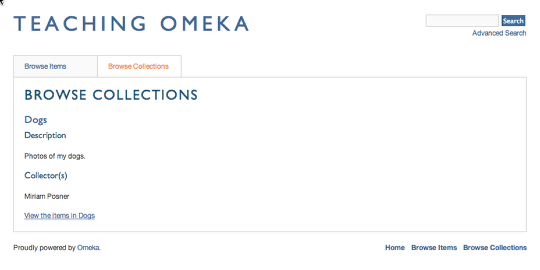 TEACHING OMEKA
Search
Advanced Search
Browse Items
Browse Collections
BROWSE COLLECTIONS
Dogs
Description
Photos of my dogs.
Collector(s)
Miriam Posner
View the items in Dogs
Proudly powered by Omeka.
Home Browse Items Browse Collections